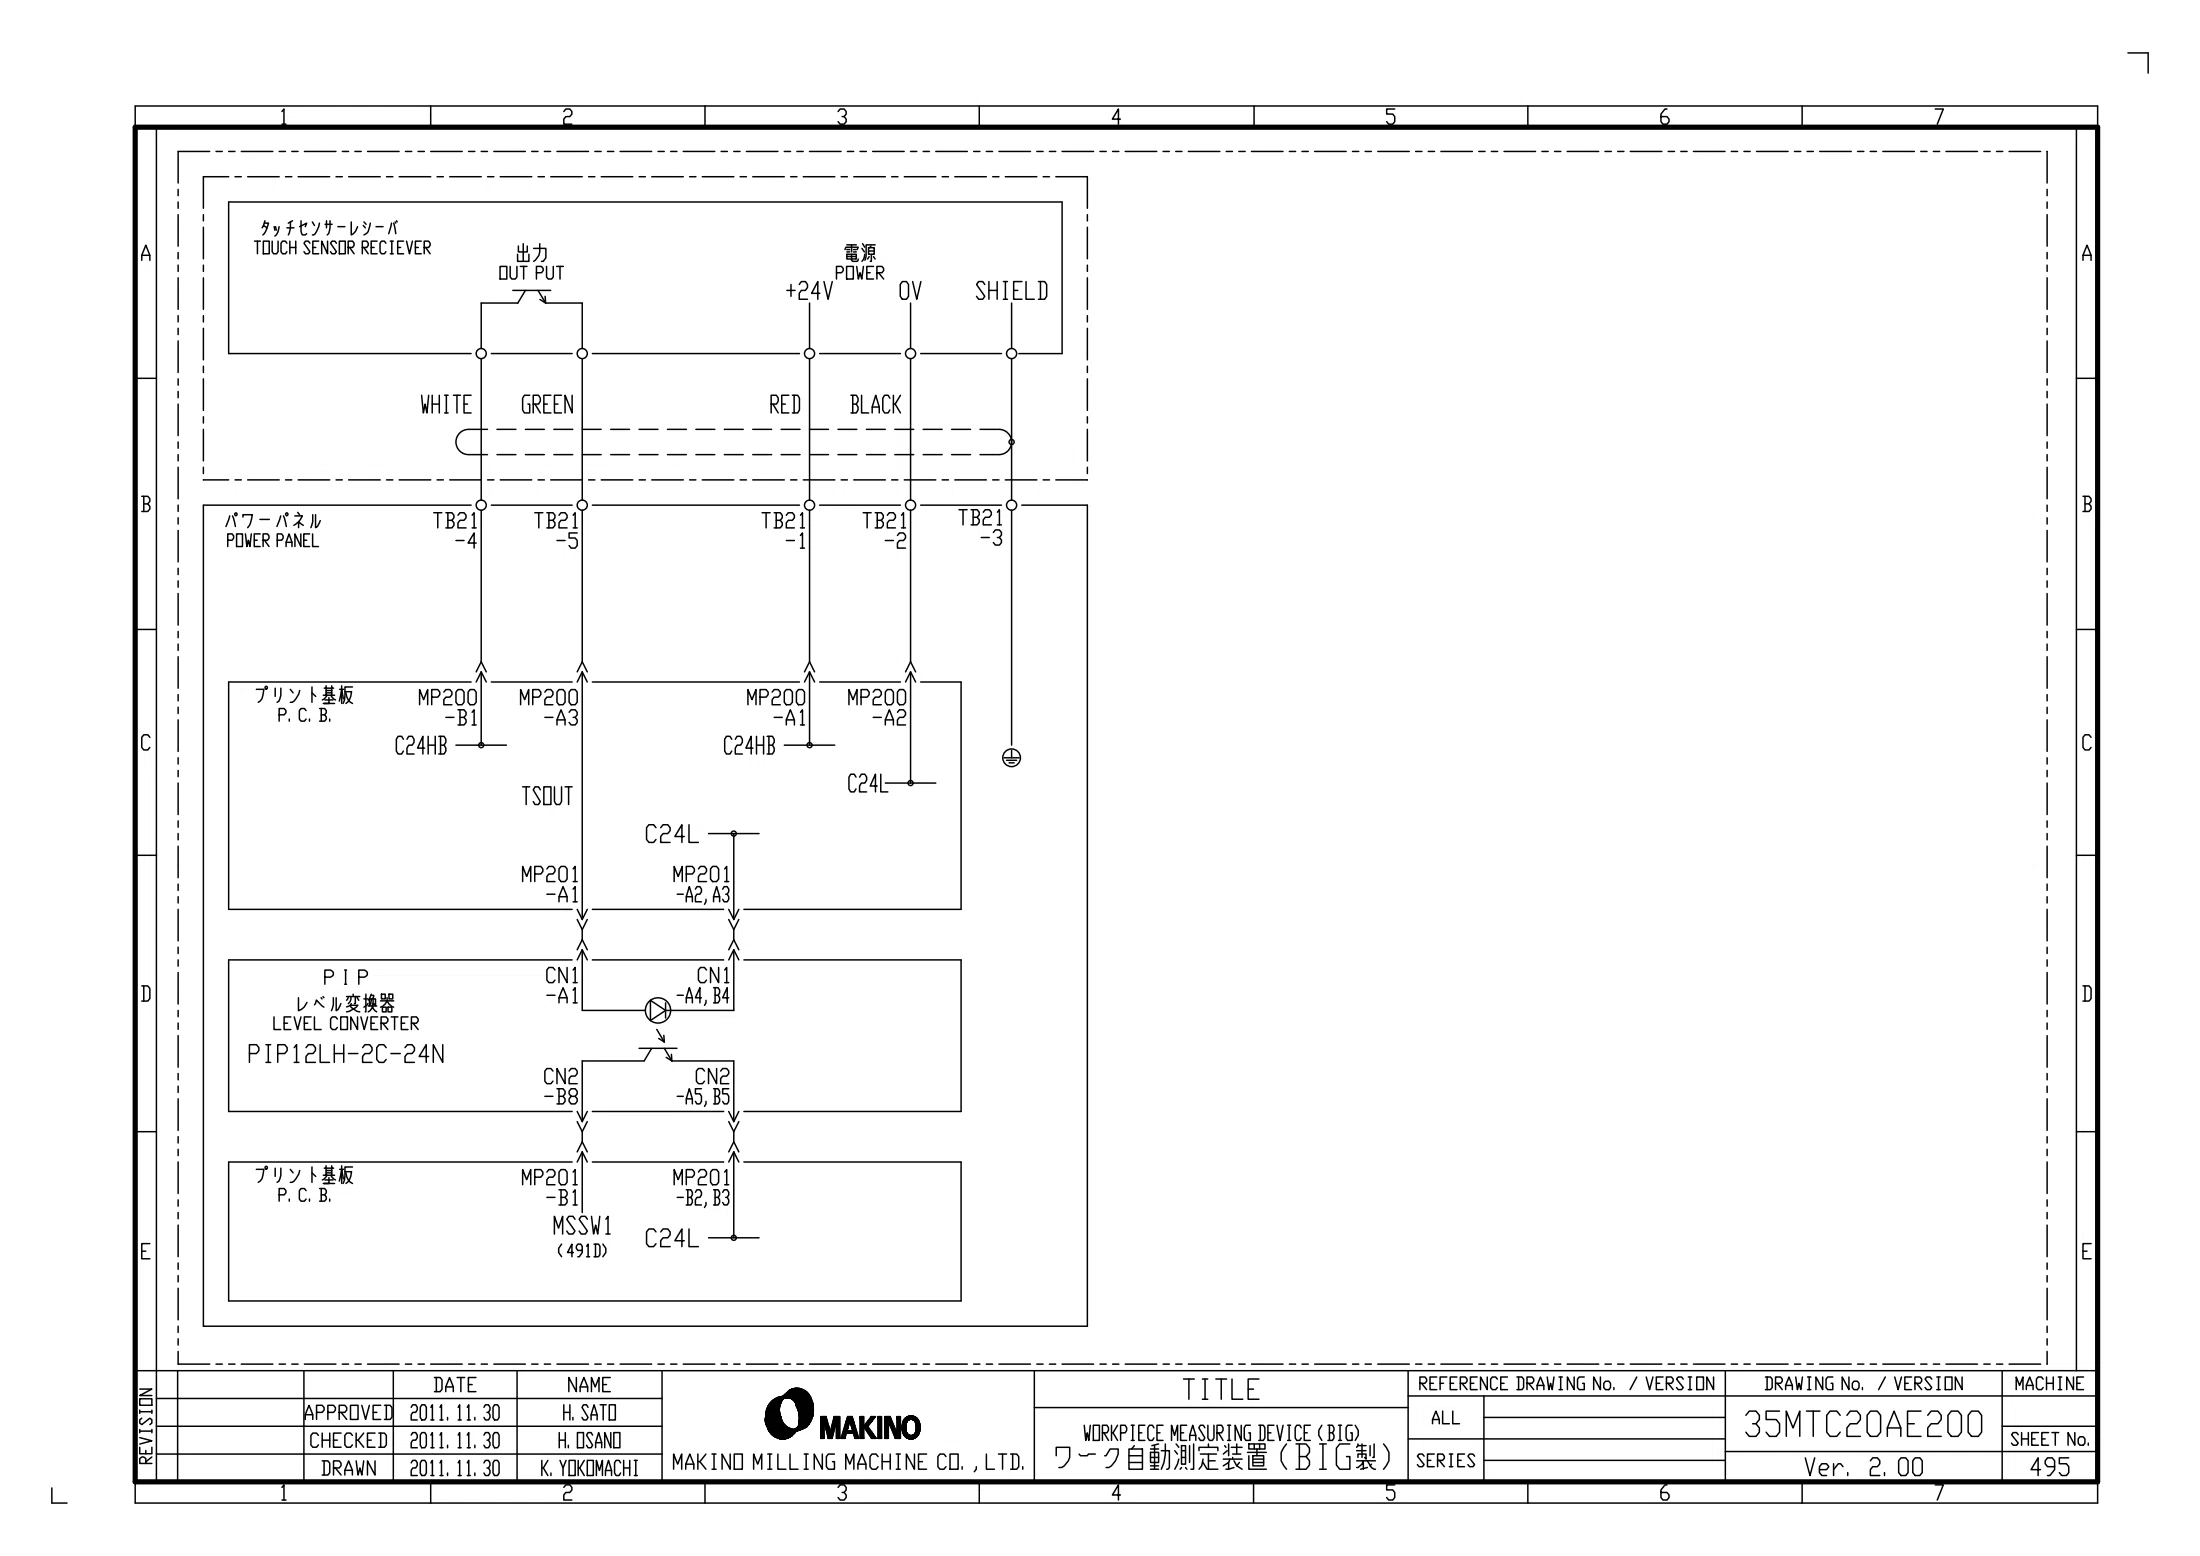 1 2 3 4 5 6 7
A A
B B
C C
D D
E E
タッチセンサーレシーバ
TOUCH SENSOR RECIEVER
出力
OUT PUT
電源
POWER
+24V 0V SHIELD
WHITE GREEN RED BLACK
パワーパネル
POWER PANEL
TB21
-4
TB21
-5
TB21
-1
TB21
-2
TB21
-3
プリント基板
P. C. B.
MP200
-B1
MP200
-A3
MP200
-A1
MP200
-A2
C24HB C24HB
C24L
TSOUT
C24L
MP201
-A1
MP201
-A2, A3
PIP
レベル変換器
LEVEL CONVERTER
PIP12LH-2C-24N
CN1
-A1
CN1
-A4, B4
CN2
-B8
CN2
-A5, B5
プリント基板
P. C. B.
MP201
-B1
MP201
-B2, B3
MSSW1
(491D)
C24L
REVISION
DATE NAME
APPROVED 2011. 11. 30 H. SATO
CHECKED 2011. 11. 30 H. OSANO
DRAWN 2011. 11. 30 K. YOKOMACHI
MAKINO
MAKINO MILLING MACHINE CO. , LTD.
TITLE
WORKPIECE MEASURING DEVICE (BIG)
ワーク自動測定装置(BIG製)
REFERENCE DRAWING No. / VERSION
ALL
SERIES
DRAWING No. / VERSION
35MTC20AE200
Ver. 2. 00
MACHINE
SHEET No.
495
1 2 3 4 5 6 7